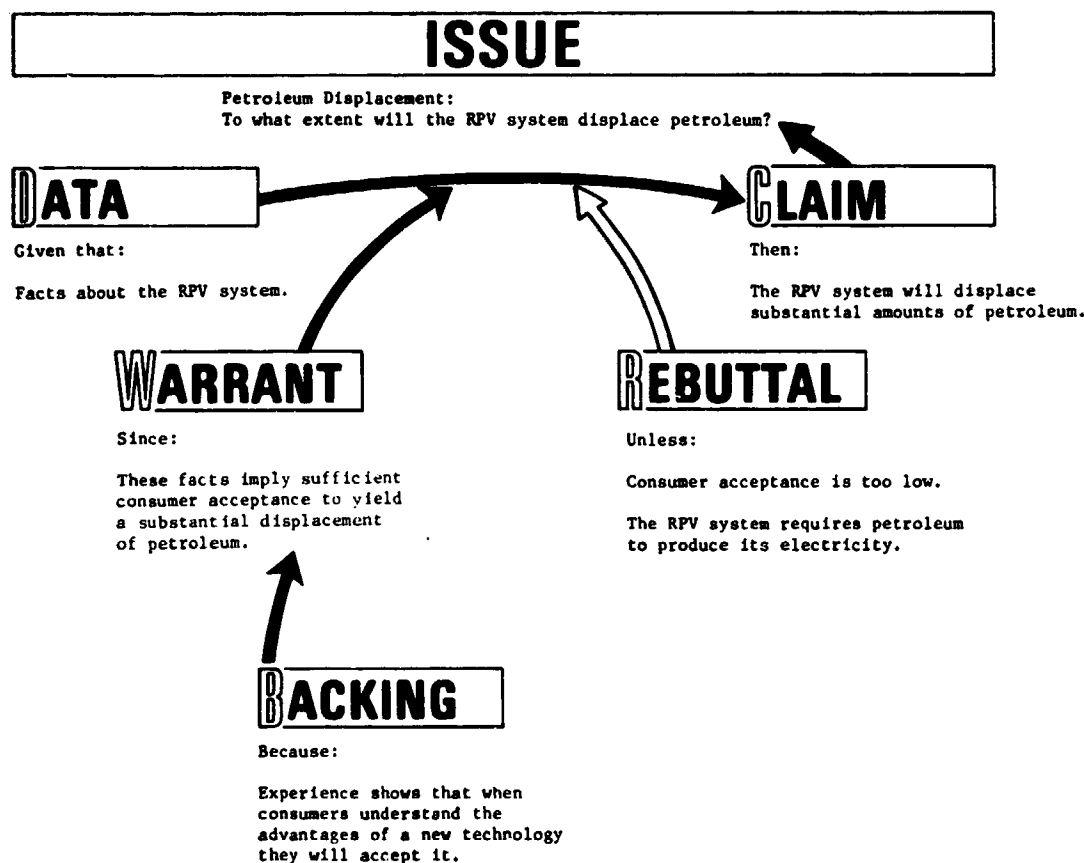 ISSUE
Petroleum Displacement:
To what extent will the RPV system displace petroleum?
DATA
Given that:
Facts about the RPV system.
CLAIM
Then:
The RPV system will displace
substantial amounts of petroleum.
WARRANT
Since:
These facts imply sufficient
consumer acceptance to yield
a substantial displacement
of petroleum.
REBUTTAL
Unless:
Consumer acceptance is too low.
The RPV system requires petroleum
to produce its electricity.
BACKING
Because:
Experience shows that when
consumers understand the
advantages of a new technology
they will accept it.